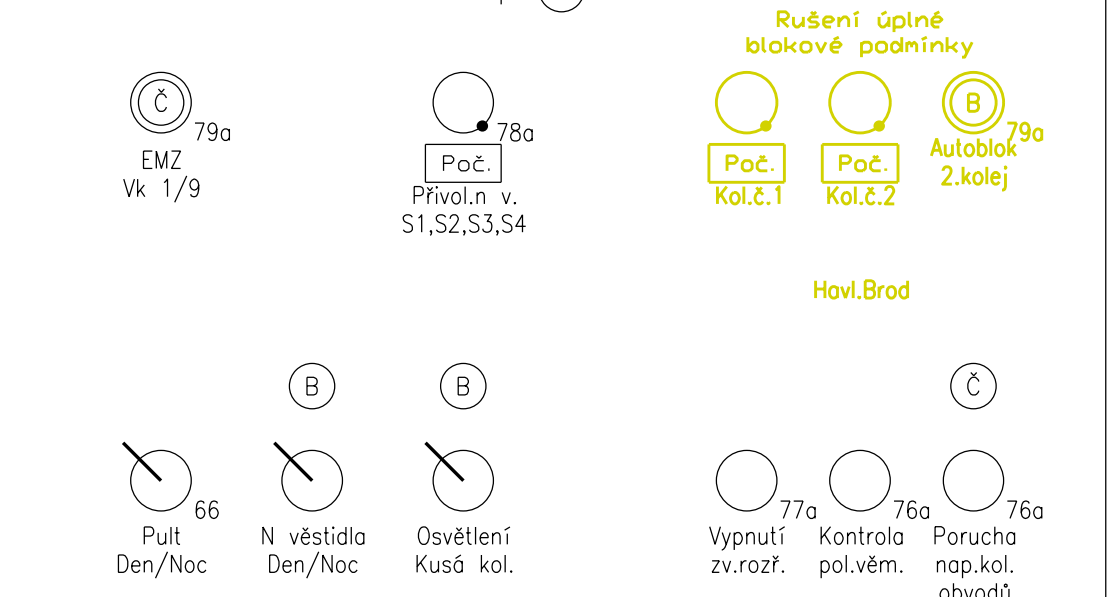 Rušení úplné
blokové podmínky
Č
79a
EMZ
Vk 1/9
78a
Poč.
Přivol.n v.
S1,S2,S3,S4
Poč.
Kol.č.1
Poč.
Kol.č.2
B
79a
Autoblok
2.kolej
Havl.Brod
B
B
Č
66
Pult
Den/Noc
N věstidla
Den/Noc
Osvětlení
Kusá kol.
77a
Vypnutí
zv.rozř.
76a
Kontrola
pol.věm.
76a
Porucha
nap.kol.
obvodů